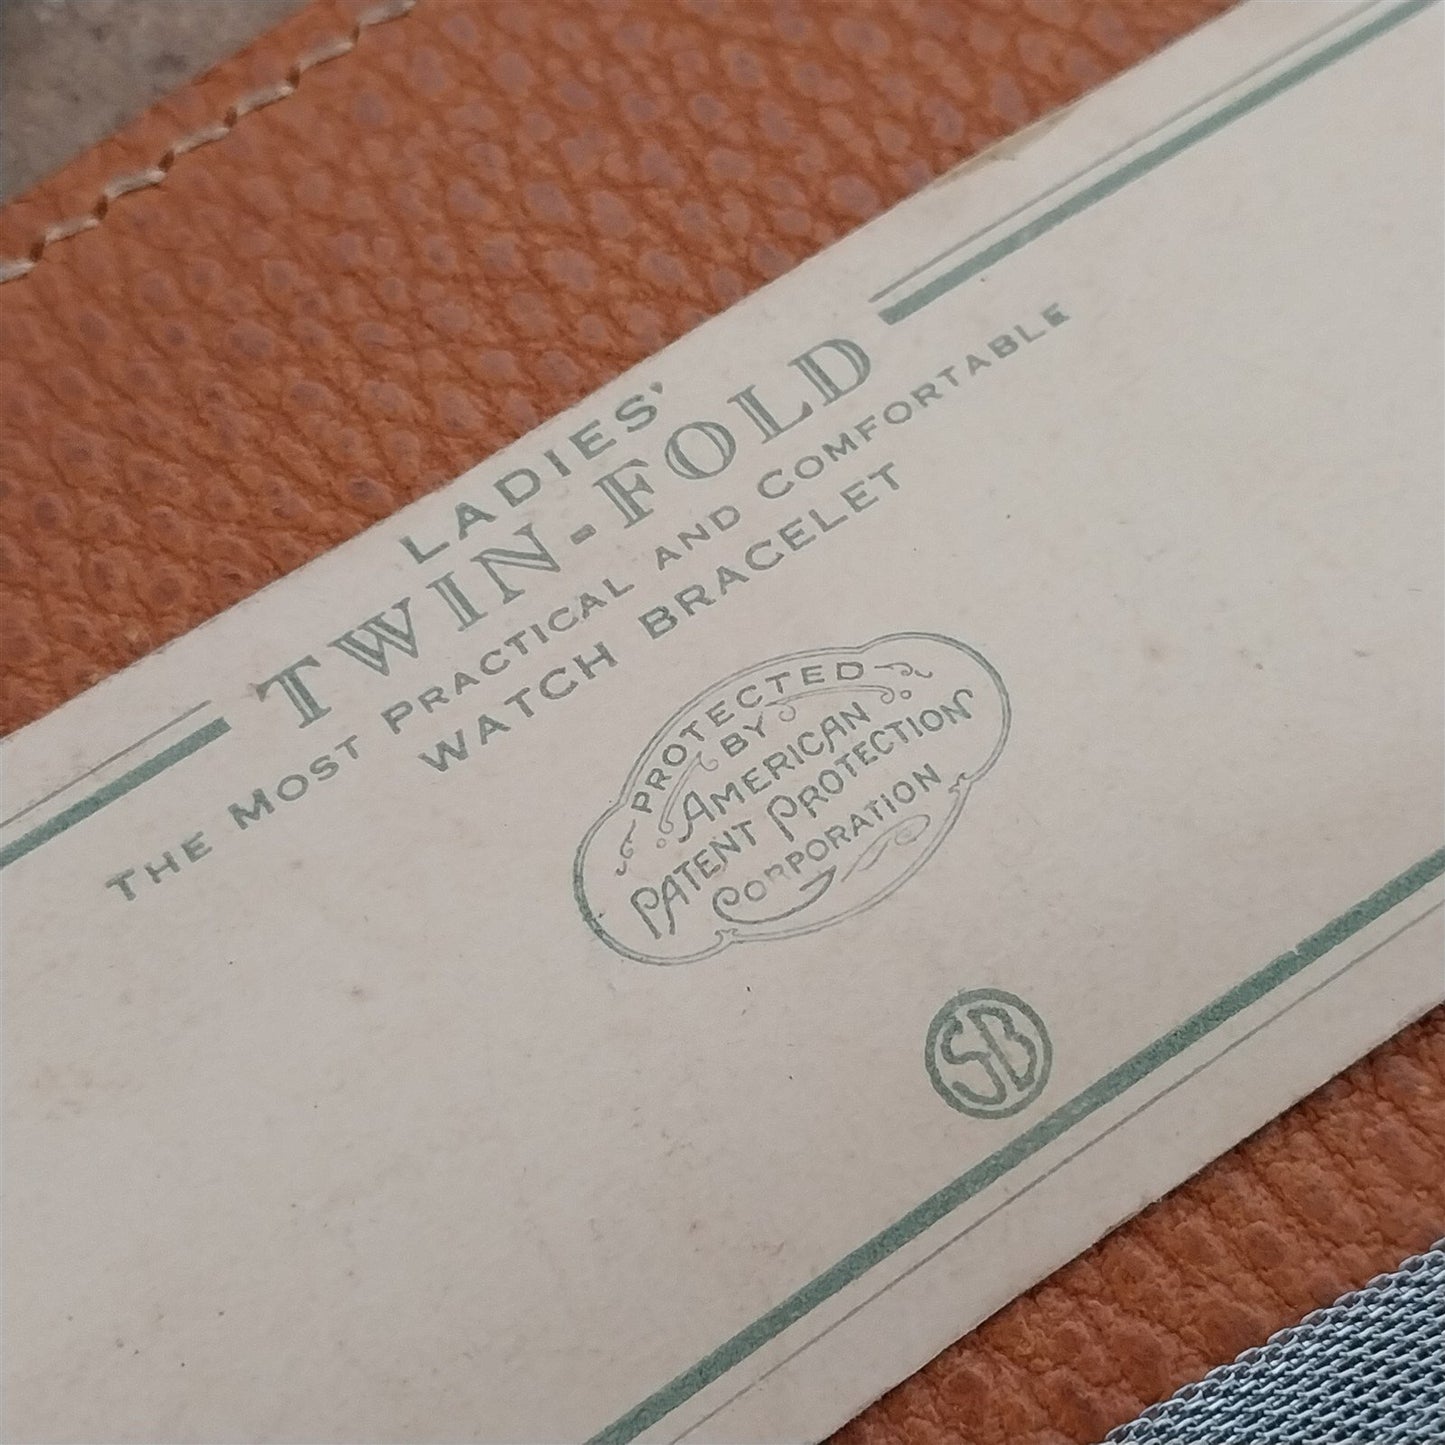 LADIES'
TWIN-FOLD
THE MOST PRACTICAL AND COMFORTABLE
WATCH BRACELET
PROTECTED
BY
AMERICAN
PATENT PROTECTION
CORPORATION
SB